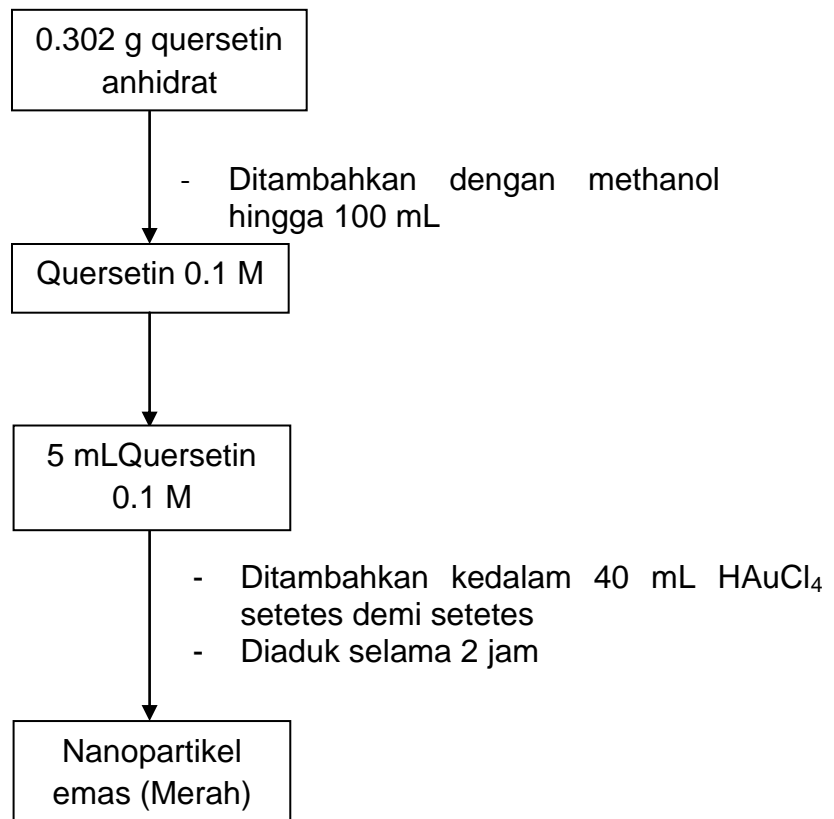 0.302 g quersetin
anhidrat
- Ditambahkan dengan methanol
hingga 100 mL
Quersetin 0.1 M
5 mLQuersetin
0.1 M
- Ditambahkan kedalam 40 mL HAuCl₄
setetes demi setetes
- Diaduk selama 2 jam
Nanopartikel
emas (Merah)